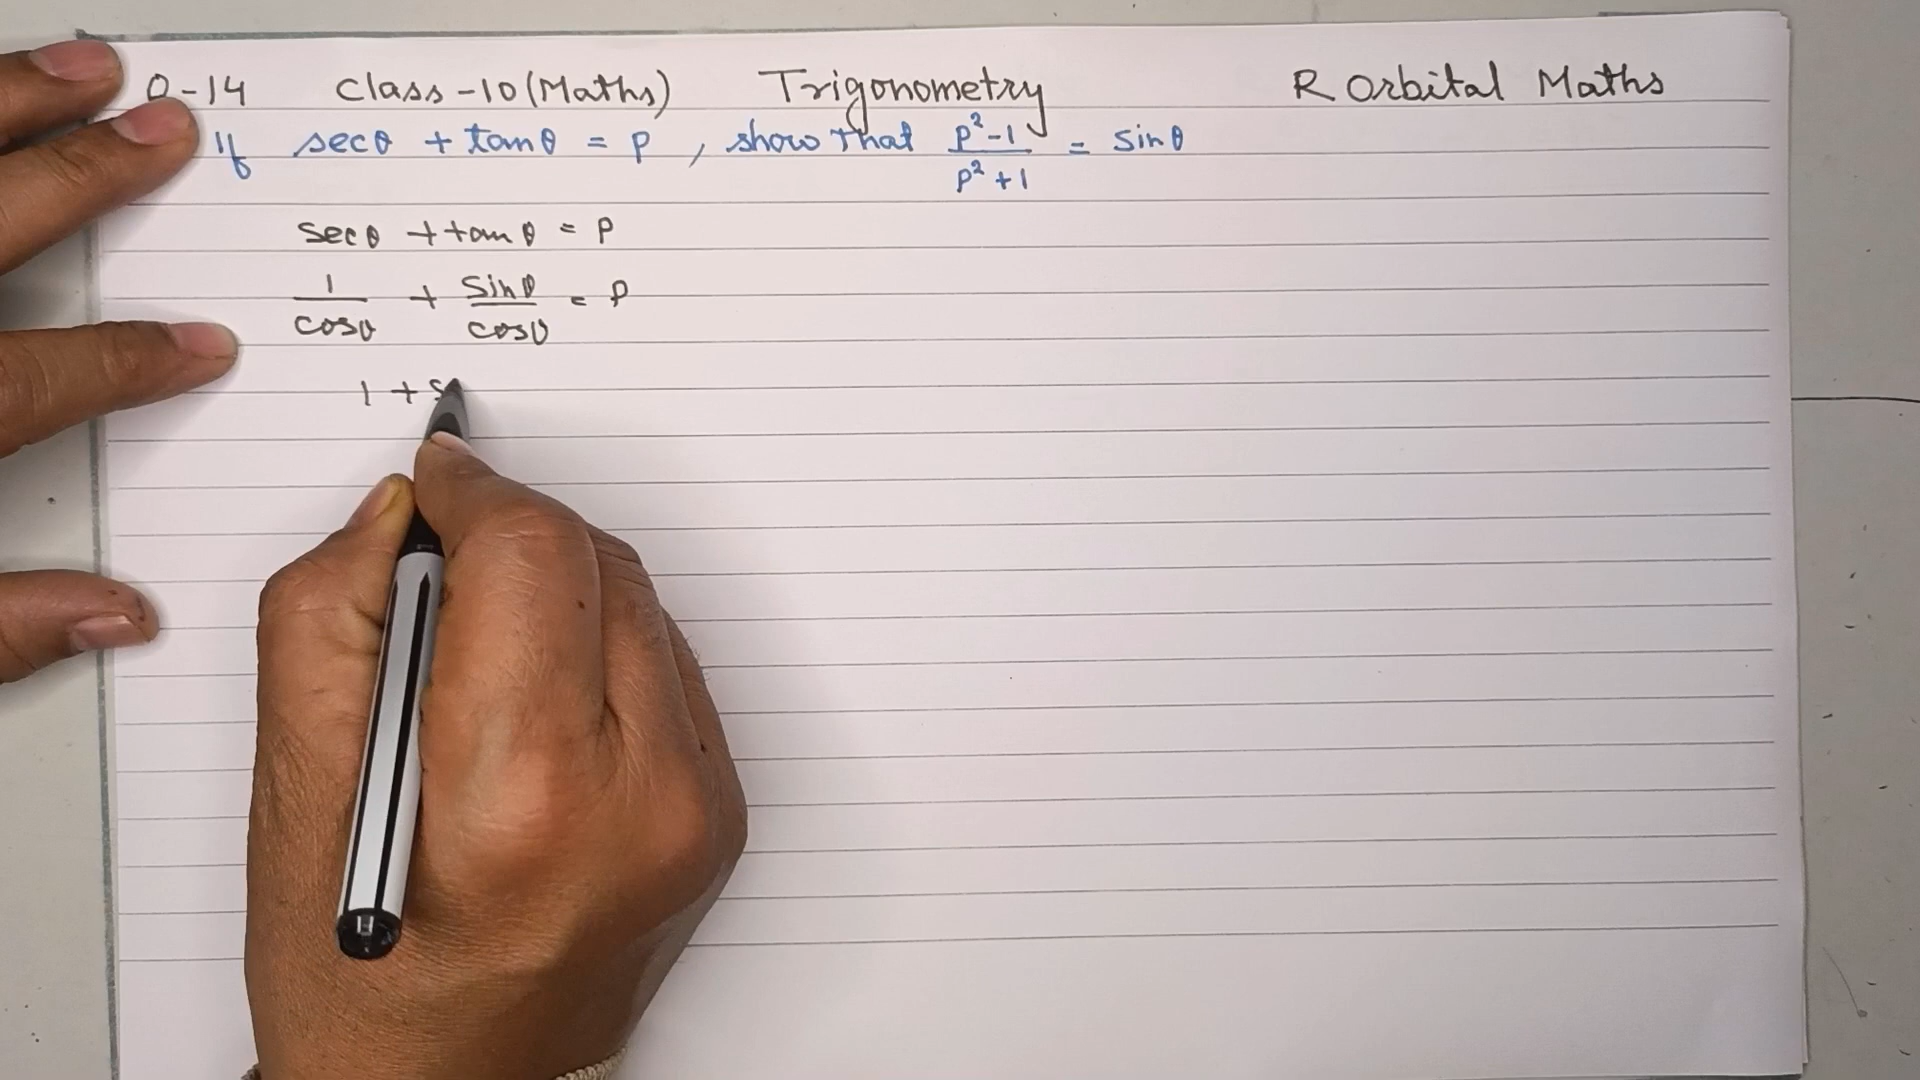 Q-14 Class-10 (Maths) Trigonometry R Orbital Maths
If secθ + tanθ = P, show that P²-1/P²+1 = sinθ
secθ + tanθ = P
1/cosθ + sinθ/cosθ = P
1 + s